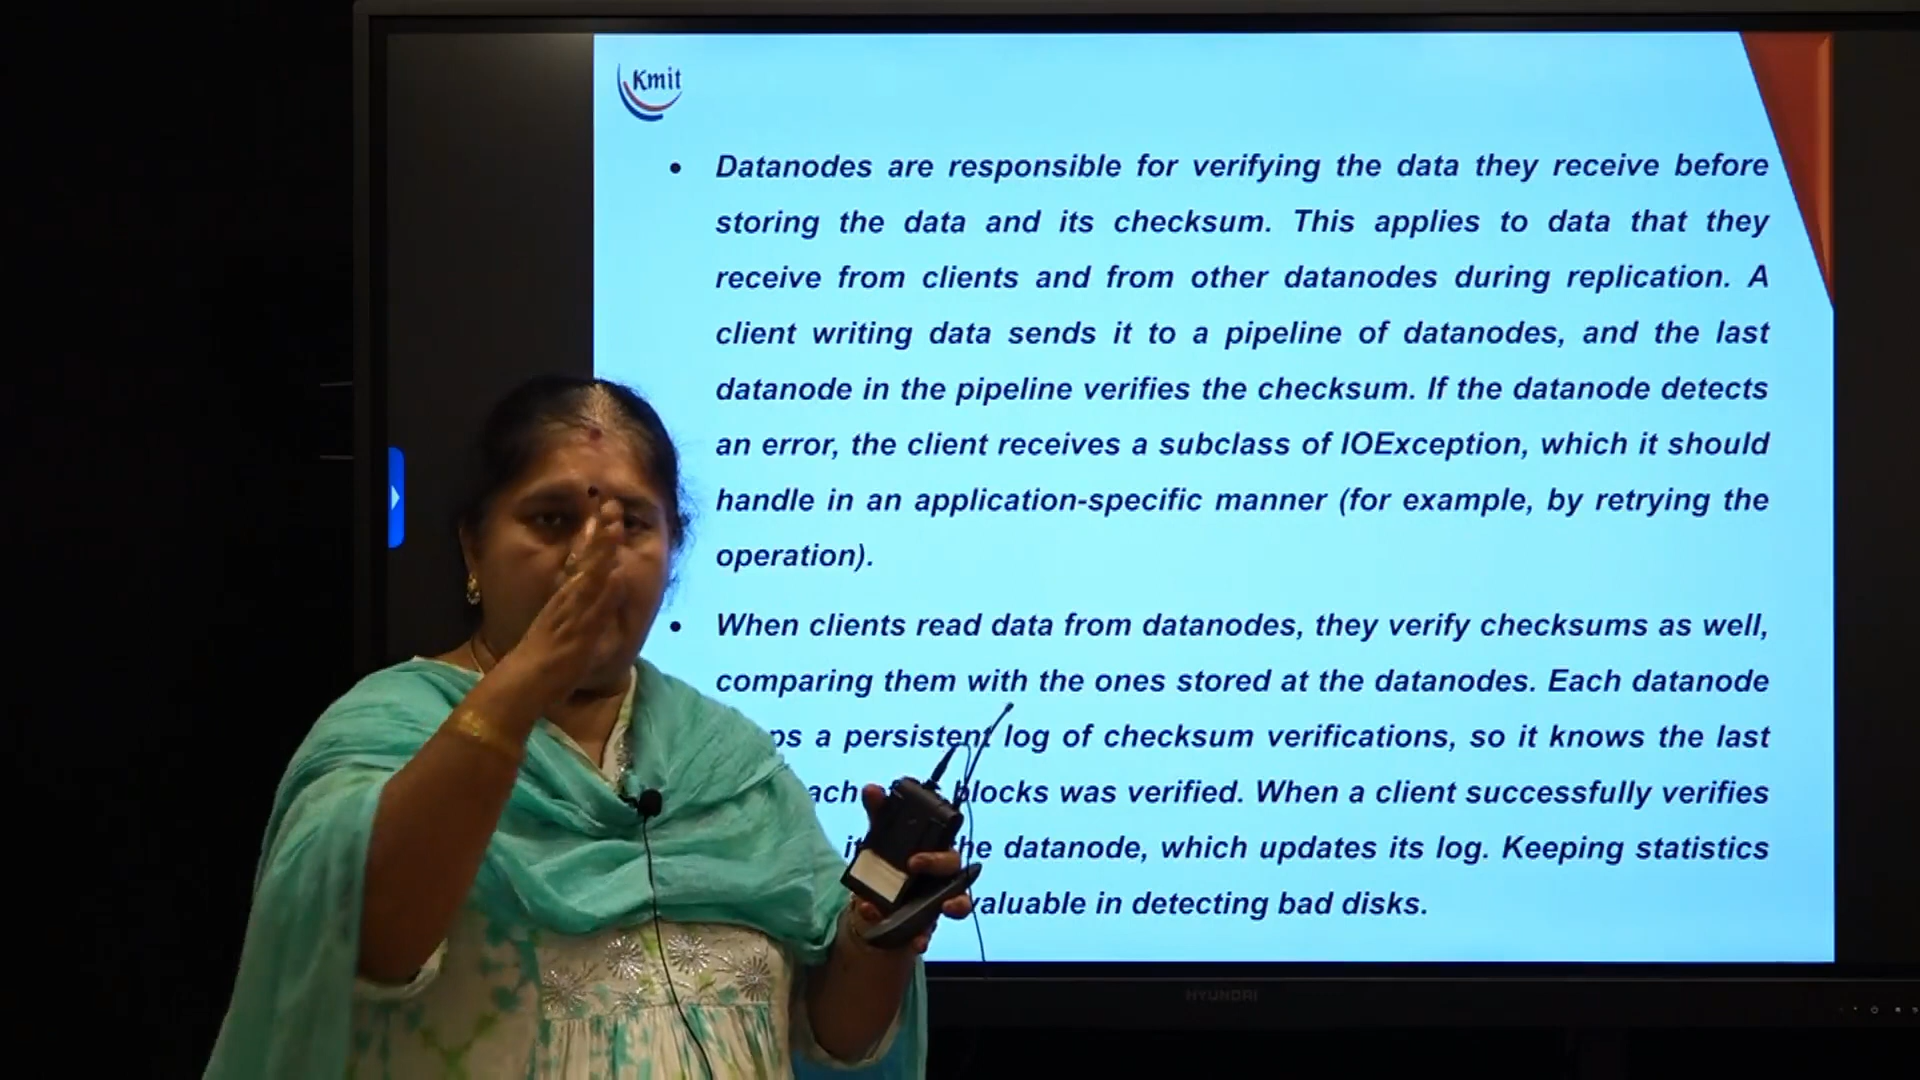 Kmit
• Datanodes are responsible for verifying the data they receive before
storing the data and its checksum. This applies to data that they
receive from clients and from other datanodes during replication. A
client writing data sends it to a pipeline of datanodes, and the last
datanode in the pipeline verifies the checksum. If the datanode detects
an error, the client receives a subclass of IOException, which it should
handle in an application-specific manner (for example, by retrying the
operation).
• When clients read data from datanodes, they verify checksums as well,
comparing them with the ones stored at the datanodes. Each datanode
a persistent log of checksum verifications, so it knows the last
blocks was verified. When a client successfully verifies
datanode, which updates its log. Keeping statistics
valuable in detecting bad disks.
HYUNDAI